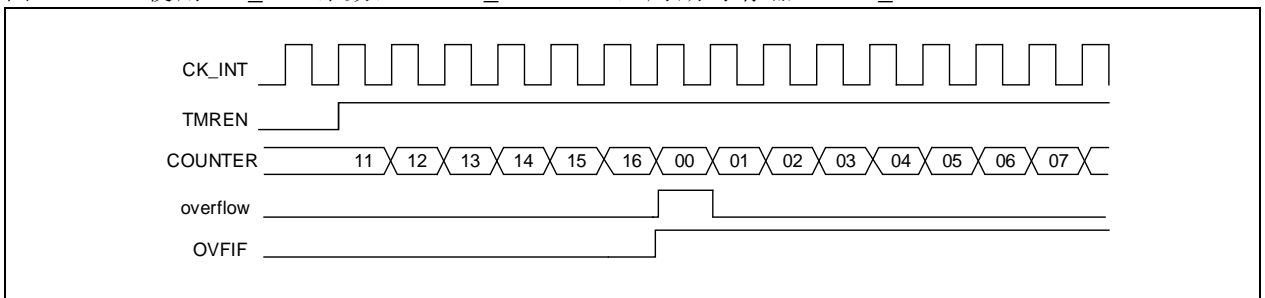 CK_INT
TMREN
COUNTER 11 12 13 14 15 16 00 01 02 03 04 05 06 07
overflow
OVFIF